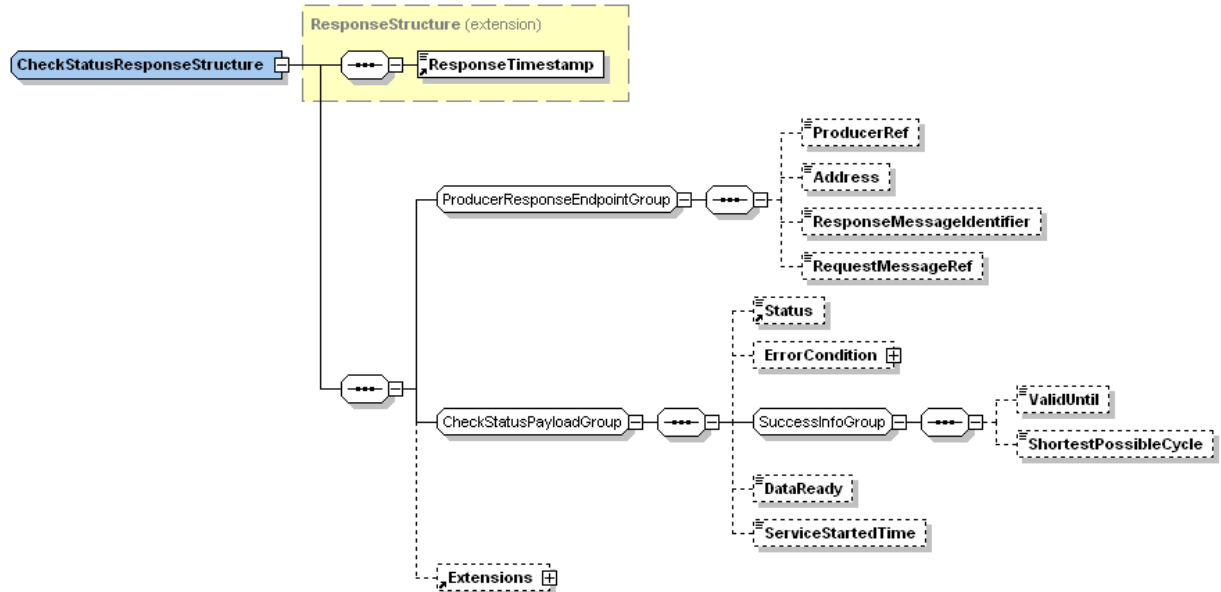 ResponseStructure (extension)
CheckStatusResponseStructure
ResponseTimestamp
ProducerRef
Address
ProducerResponseEndpointGroup
ResponseMessageIdentifier
RequestMessageRef
Status
ErrorCondition
ValidUntil
CheckStatusPayloadGroup
SuccessInfoGroup
ShortestPossibleCycle
DataReady
ServiceStartedTime
Extensions